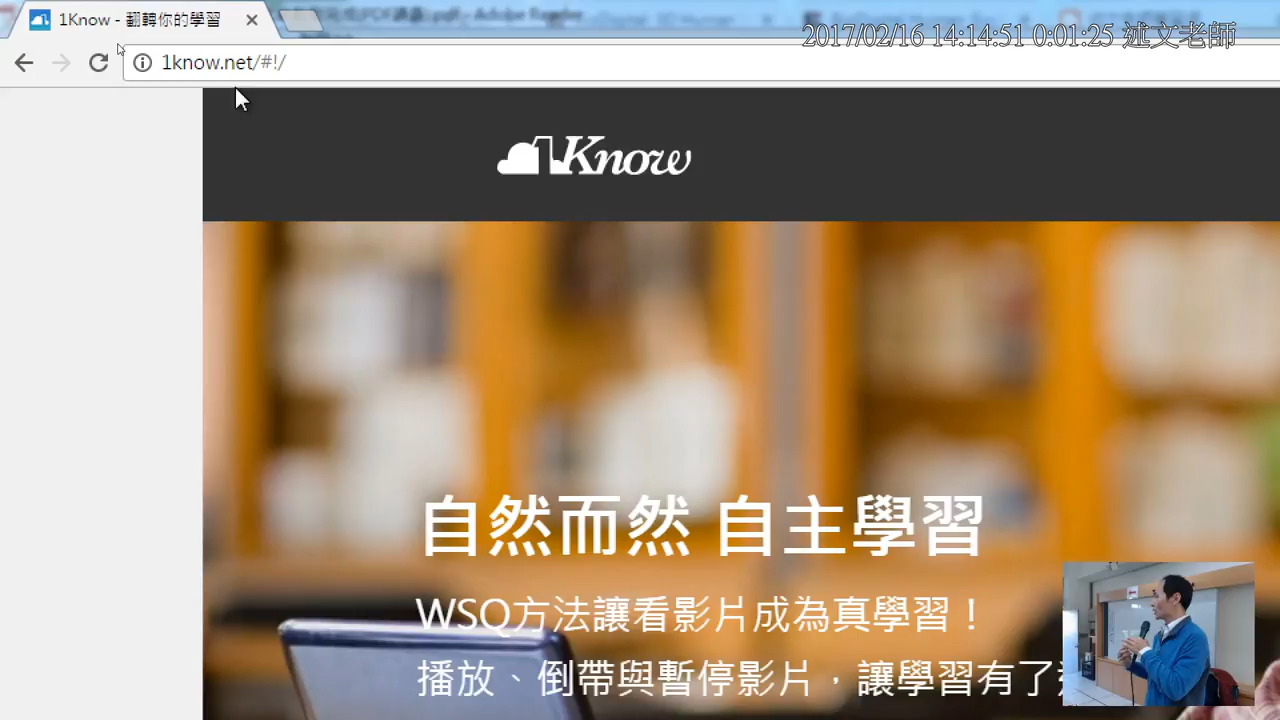 1Know - 翻轉你的學習
Adobe Reader
2017/02/16 14:14:51 0:01:25 述文老師
1know.net/#!/
1Know
自然而然 自主學習
WSQ方法讓看影片成為真學習！
播放、倒帶與暫停影片，讓學習有了